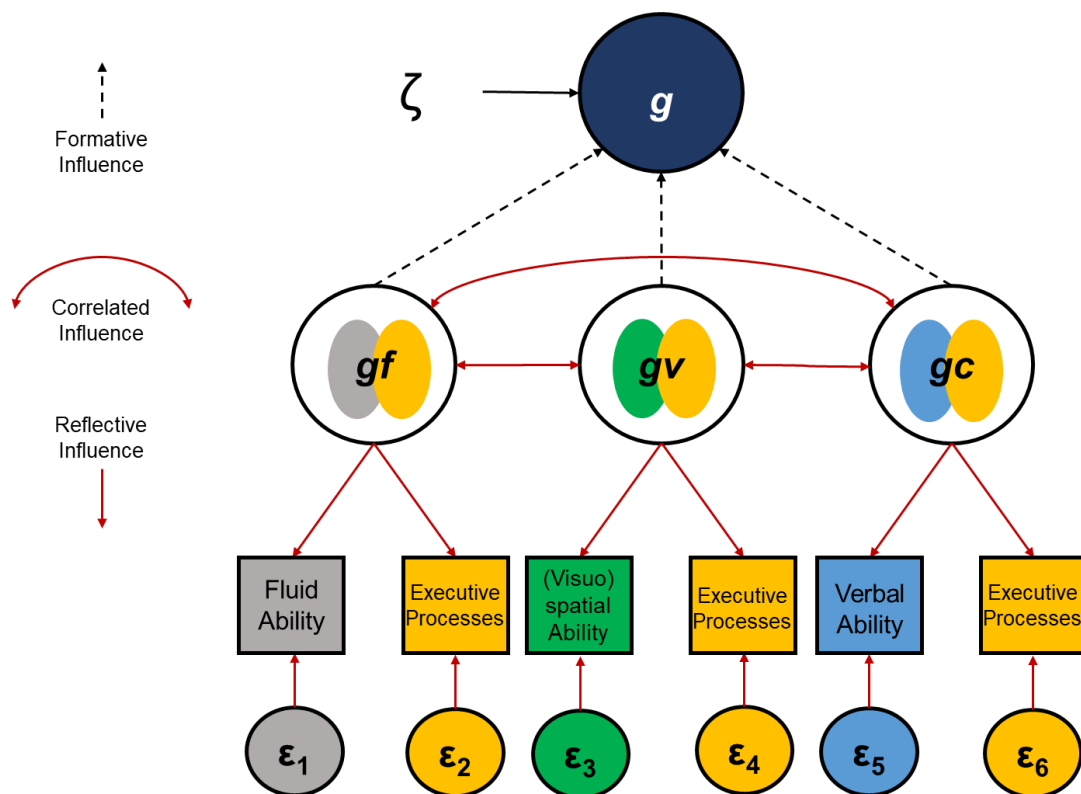 ζ
g
Formative
Influence
Correlated
Influence
gf
gv
gc
Reflective
Influence
Fluid
Ability
Executive
Processes
(Visuo)
spatial
Ability
Executive
Processes
Verbal
Ability
Executive
Processes
ε1
ε2
ε3
ε4
ε5
ε6